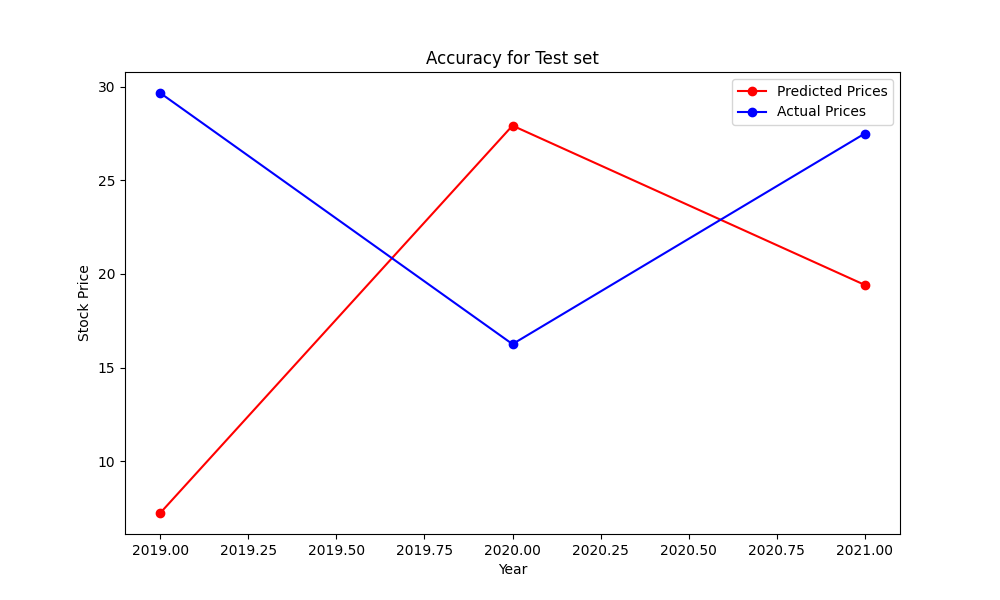 Accuracy for Test set
Predicted Prices
Actual Prices
30
25
20
15
10
Stock Price
2019.00 2019.25 2019.50 2019.75 2020.00 2020.25 2020.50 2020.75 2021.00
Year